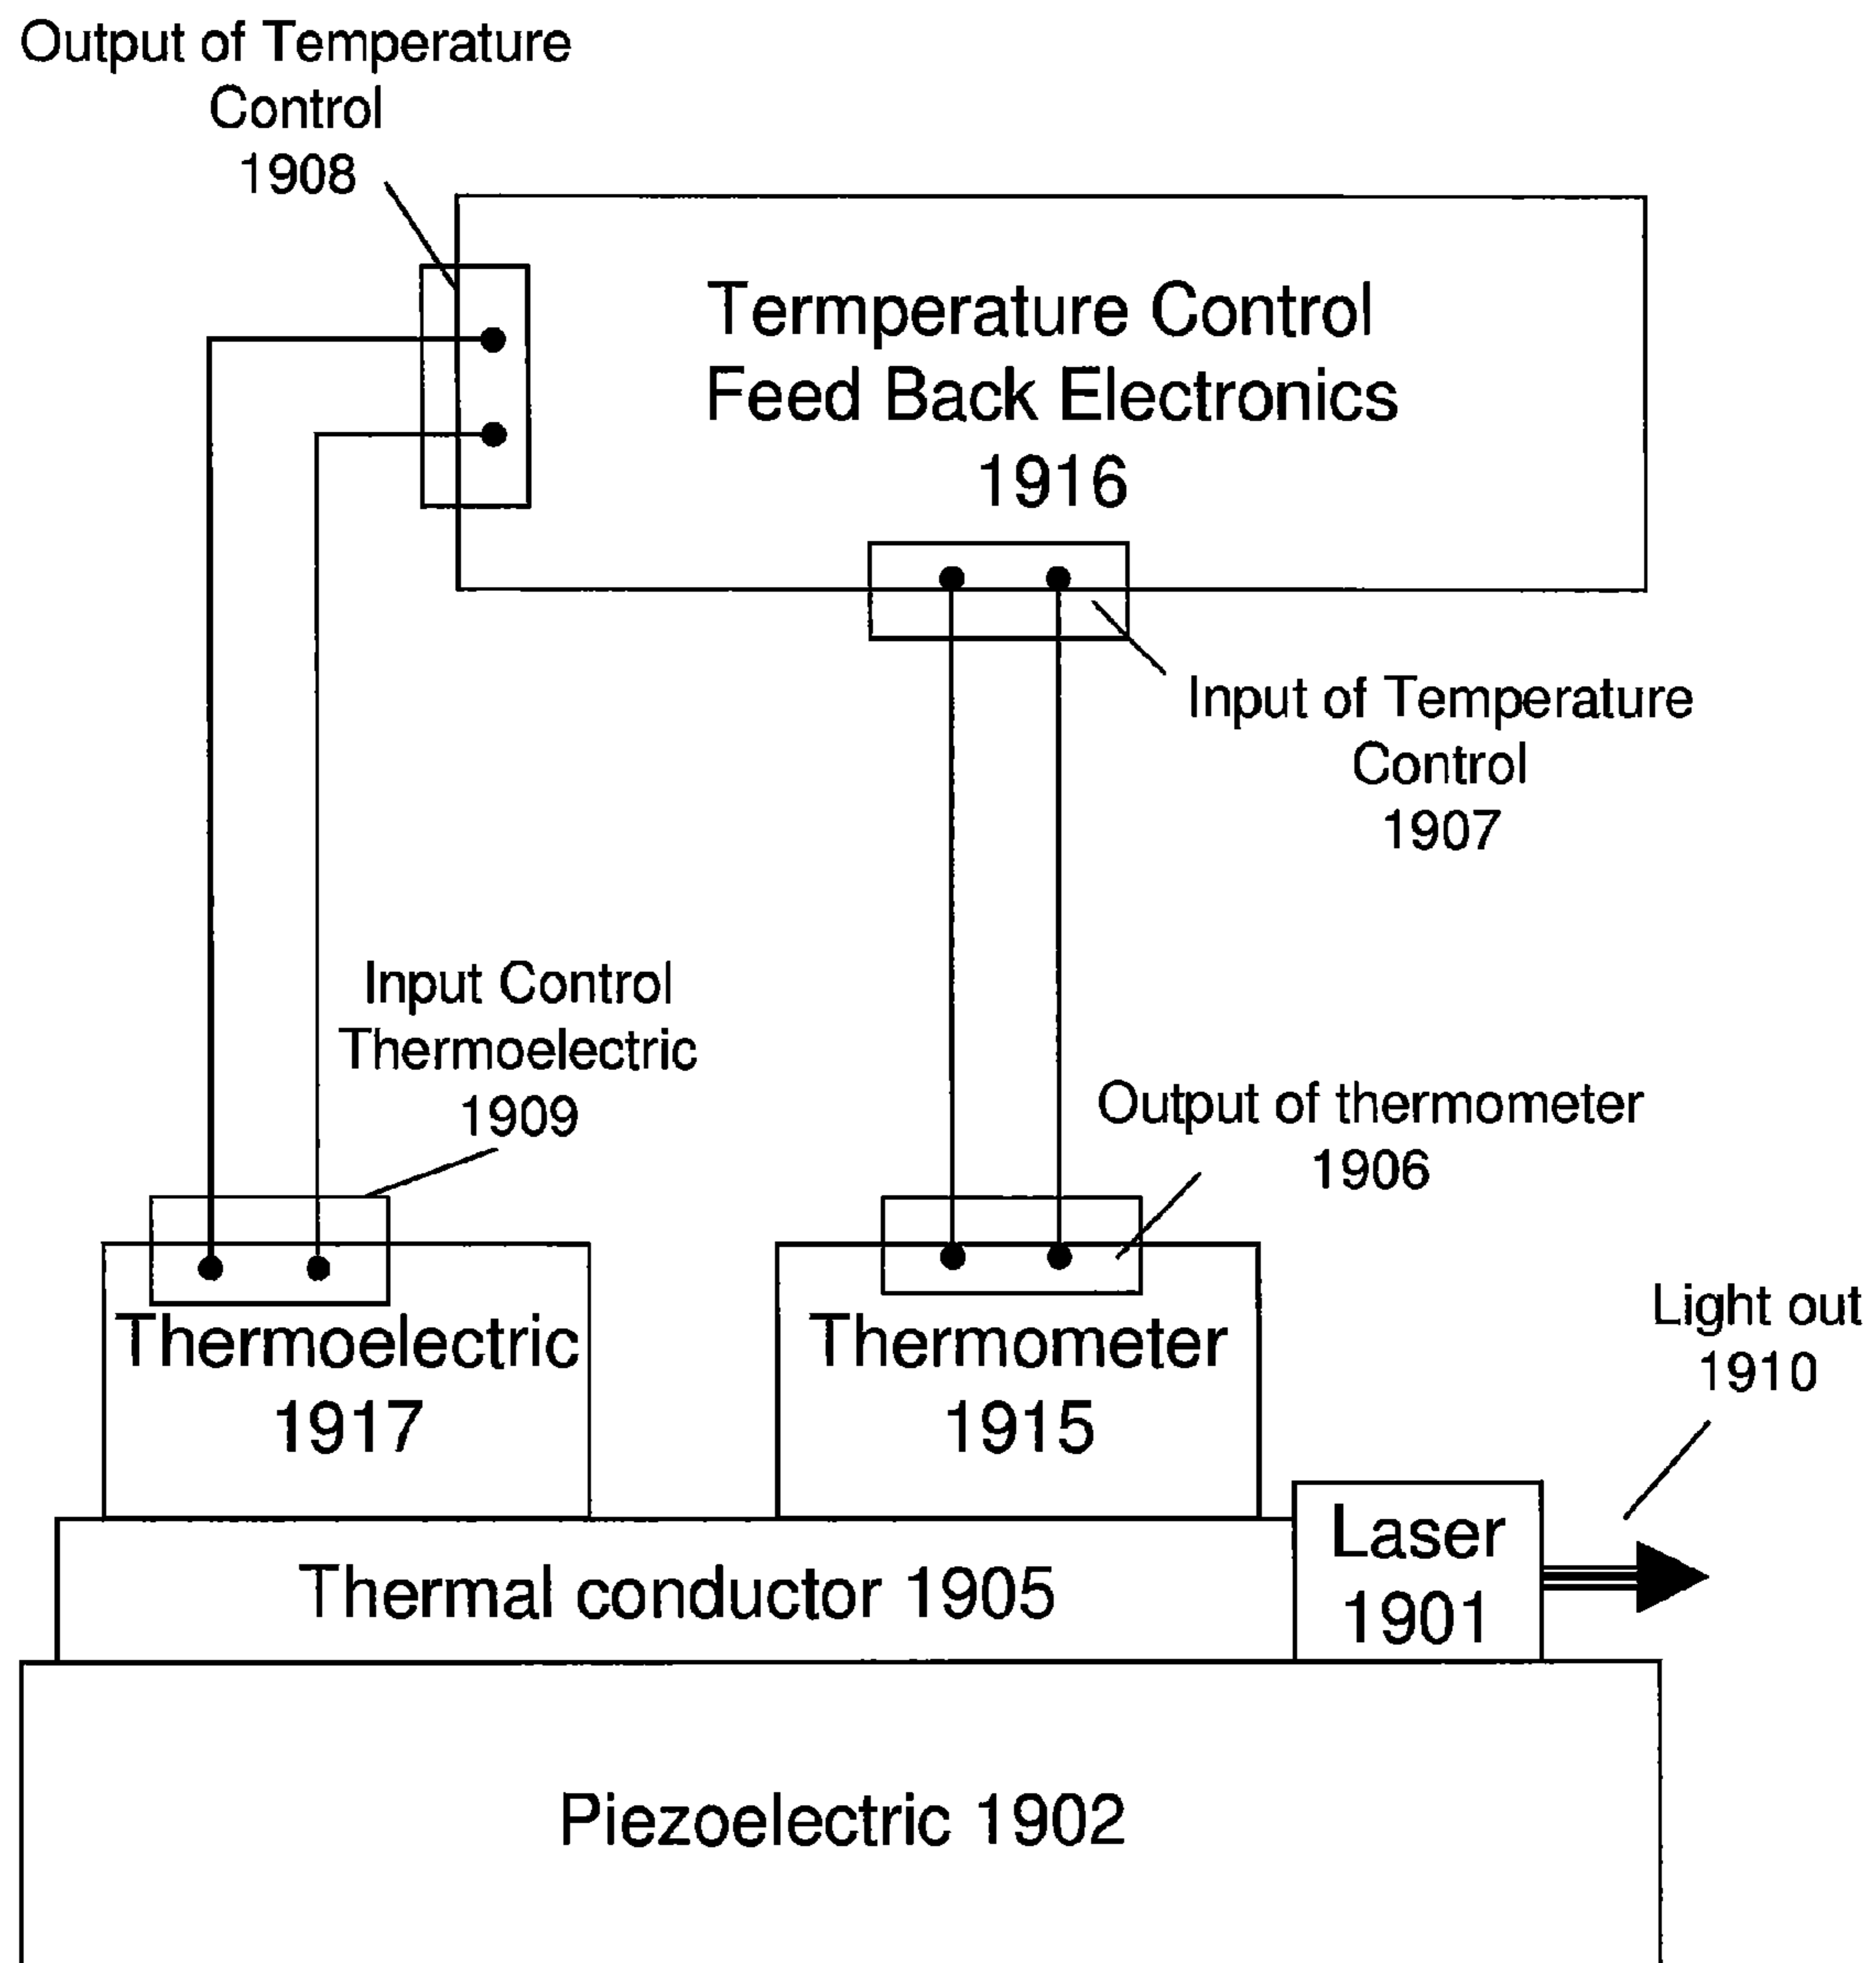 Output of Temperature
Control
1908
Termperature Control
Feed Back Electronics
1916
Input of Temperature
Control
1907
Input Control
Thermoelectric
1909
Output of thermometer
1906
Light out
1910
Thermoelectric
1917
Thermometer
1915
Laser
1901
Thermal conductor 1905
Piezoelectric 1902